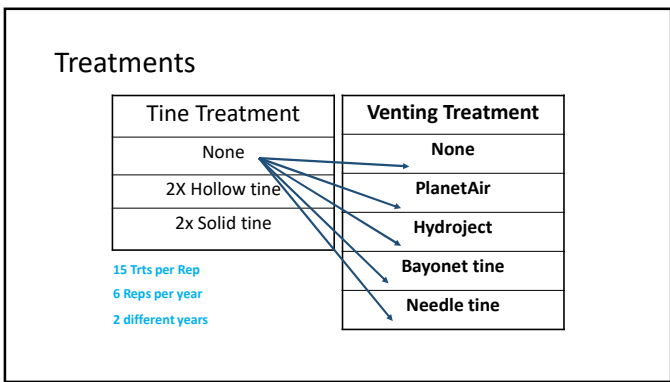 Treatments
Tine Treatment
None
2X Hollow tine
2x Solid tine
15 Trts per Rep
6 Reps per year
2 different years
Venting Treatment
None
PlanetAir
Hydroject
Bayonet tine
Needle tine